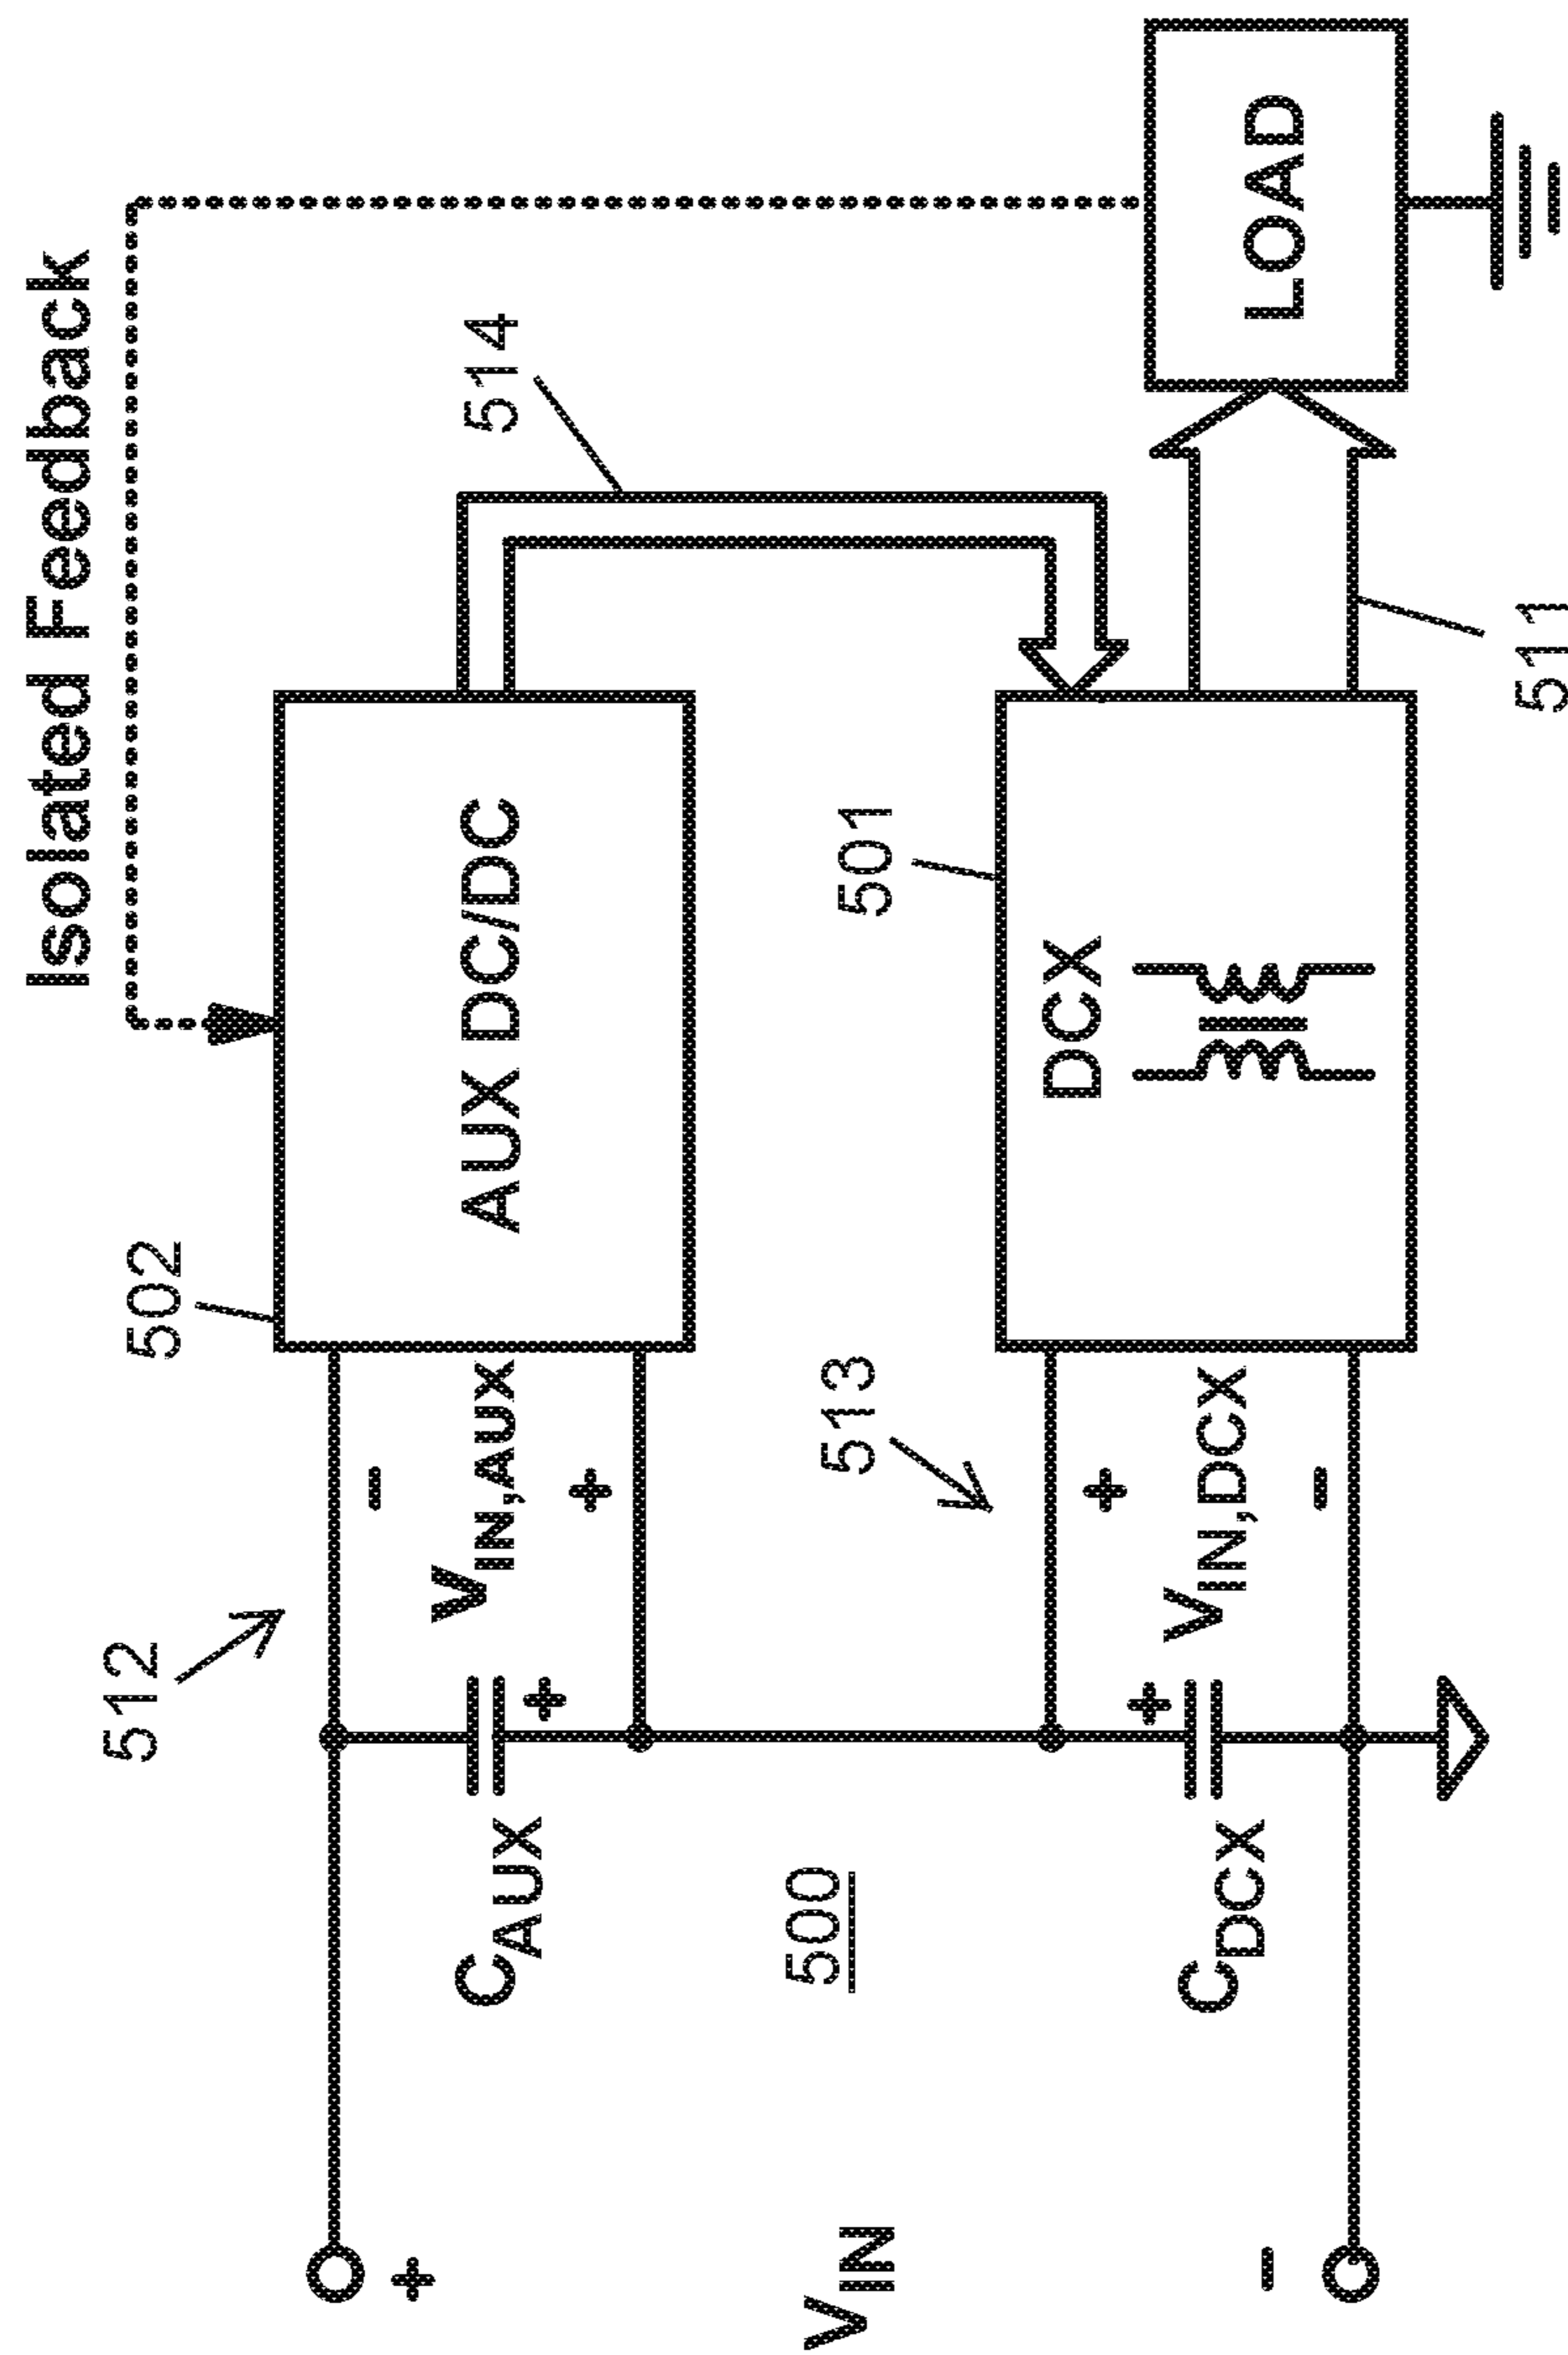 Isolated Feedback
512
502
514
-
AUX DC/DC
C_AUX
V_IN,AUX
+
+
+
V_IN
500
513
501
+
+
DCX
C_DCX
V_IN,DCX
LOAD
-
-
511